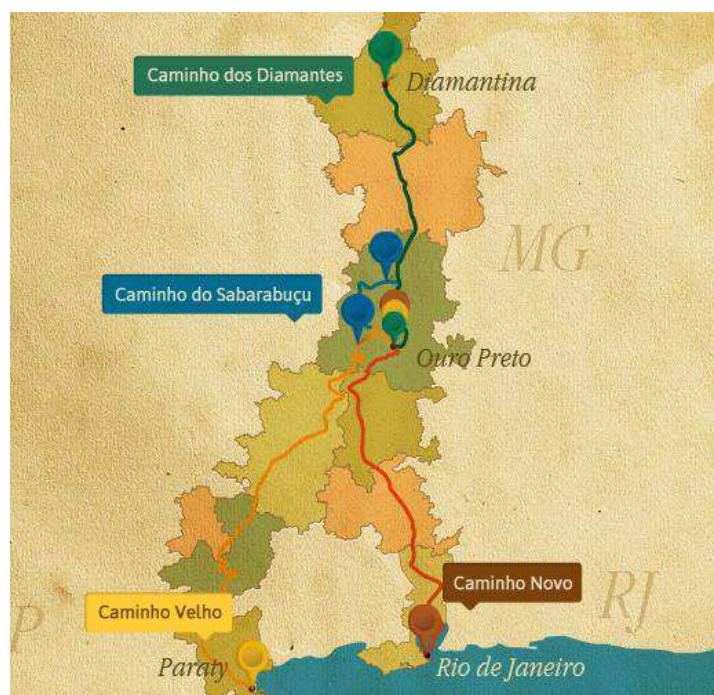 Caminho dos Diamantes
Diamantina
MG
Caminho do Sabarabuçu
Ouro Preto
Caminho Novo
RJ
Caminho Velho
P
Paraty
Rio de Janeiro